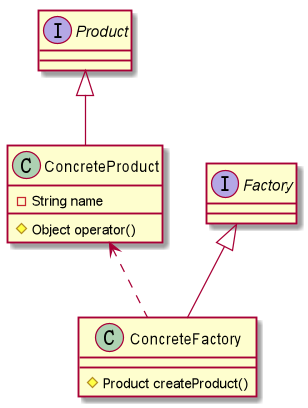 I Product
C ConcreteProduct
String name
Object operator()
I Factory
C ConcreteFactory
Product createProduct()